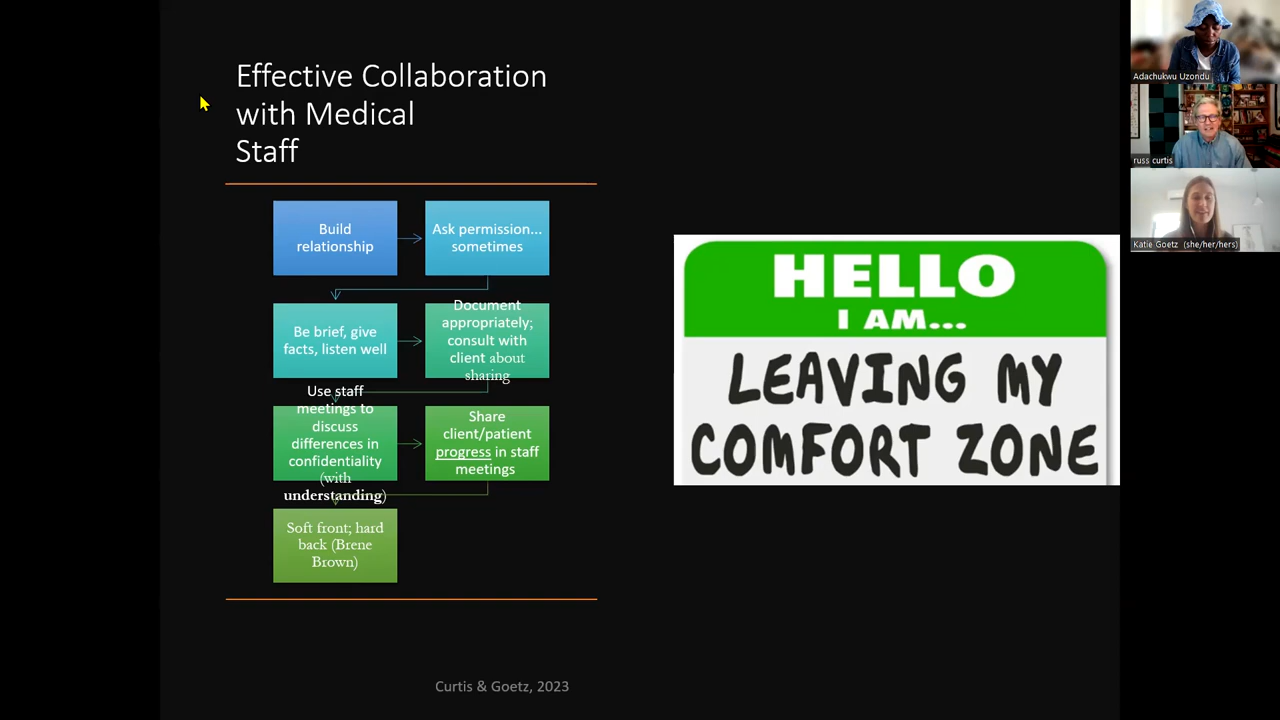 Effective Collaboration
with Medical
Staff
Build
relationship
Ask permission...
sometimes
Be brief, give
facts, listen well
Document
appropriately;
consult with
client about
sharing
Use staff
meetings to
discuss
differences in
confidentiality
(with
understanding)
Share
client/patient
progress in staff
meetings
Soft front; hard
back (Brene
Brown)
HELLO
I AM...
LEAVING MY
COMFORT ZONE
Curtis & Goetz, 2023
Adachukwu Uzondu
russ curtis
Katie Goetz (she/her/hers)